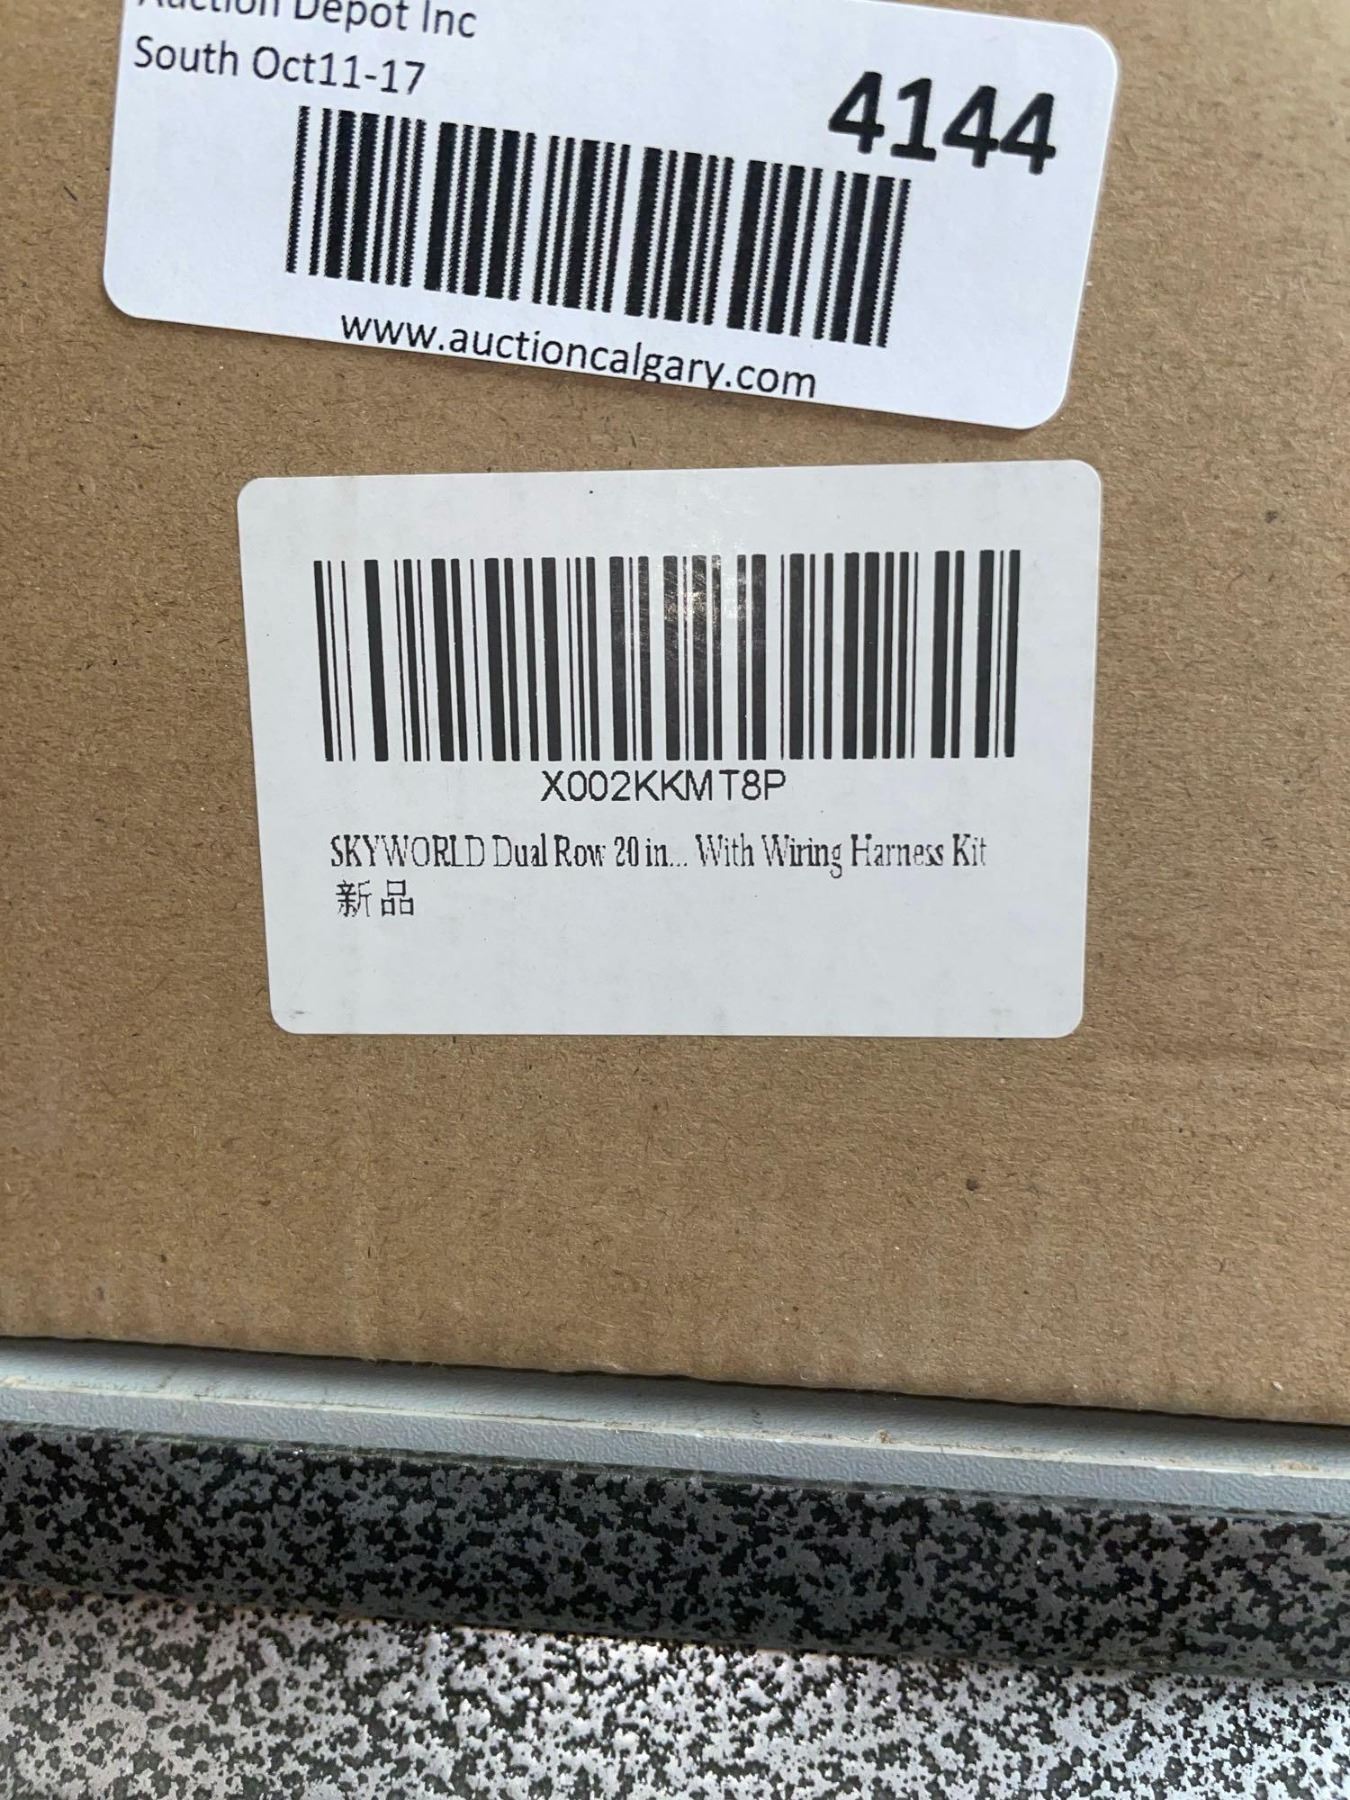 Auction Depot Inc
South Oct11-17
4144
www.auctioncalgary.com
X002KKMT8P
SKYWORLD Dual Row 20 in... With Wiring Harness Kit
新品